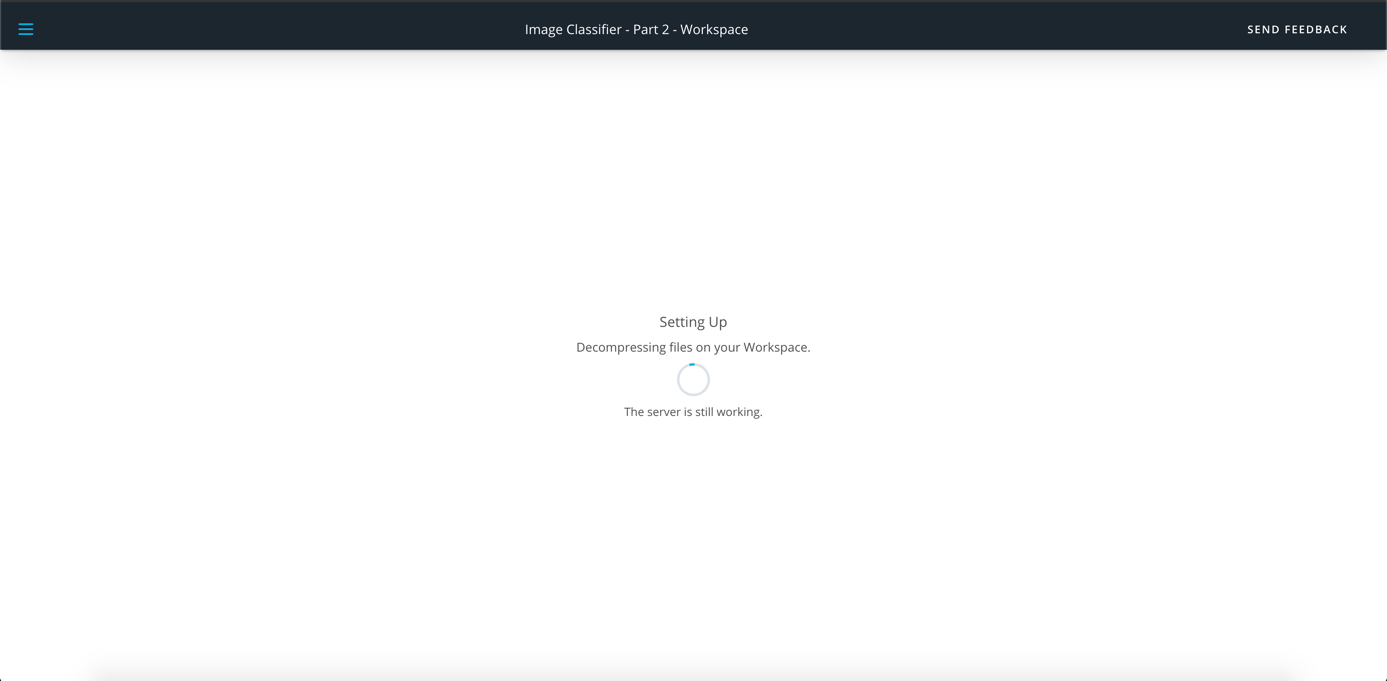 Image Classifier - Part 2 - Workspace
SEND FEEDBACK
Setting Up
Decompressing files on your Workspace.
The server is still working.